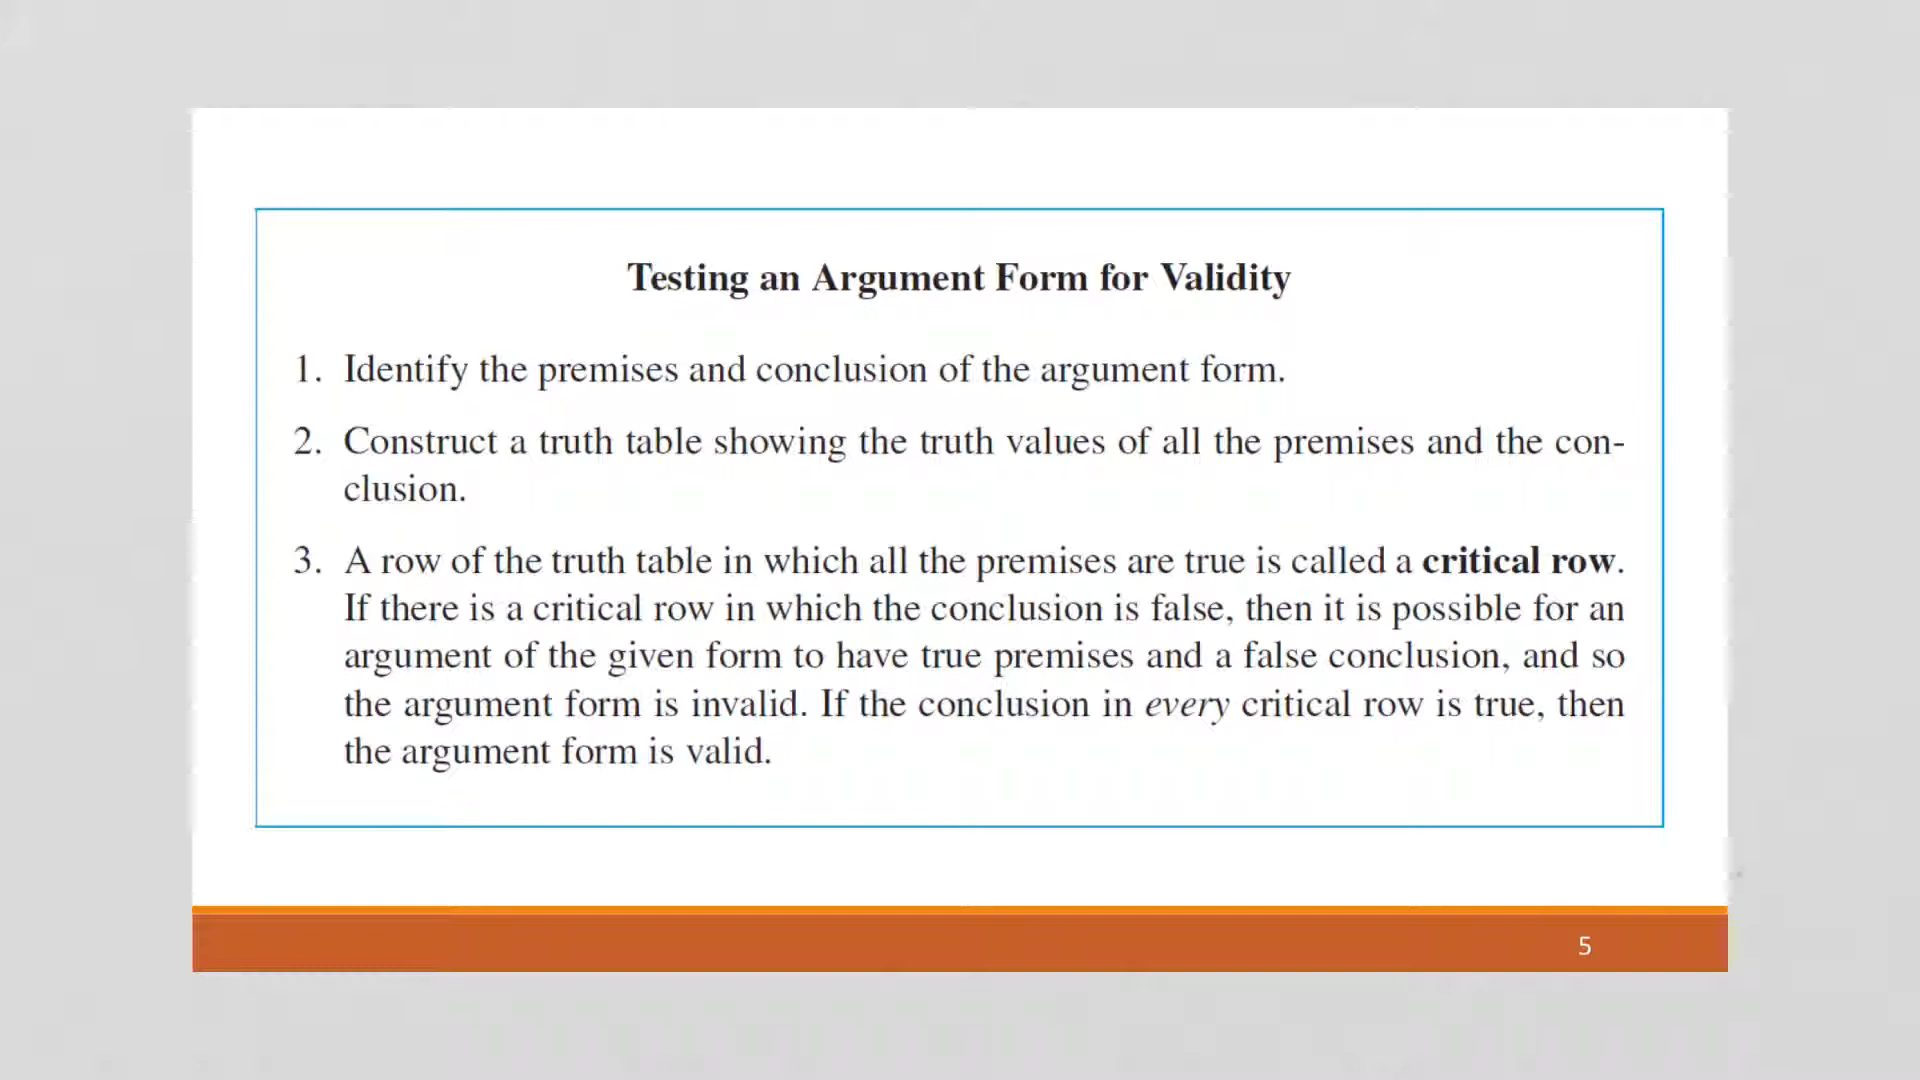 Testing an Argument Form for Validity
1. Identify the premises and conclusion of the argument form.
2. Construct a truth table showing the truth values of all the premises and the con-
clusion.
3. A row of the truth table in which all the premises are true is called a critical row.
If there is a critical row in which the conclusion is false, then it is possible for an
argument of the given form to have true premises and a false conclusion, and so
the argument form is invalid. If the conclusion in every critical row is true, then
the argument form is valid.
5